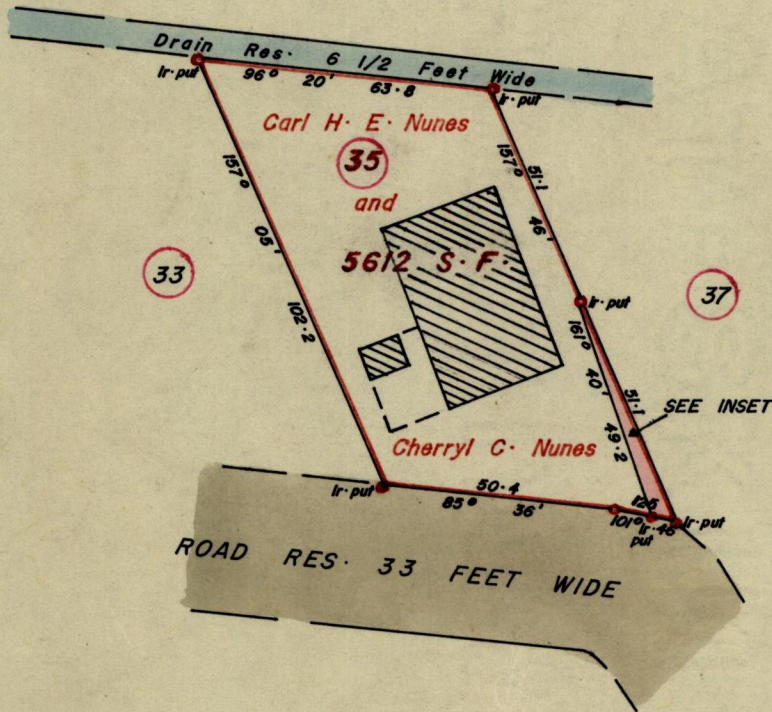 Drain Res. 6 1/2 Feet Wide
Ir. put
96° 20' 63.8
Ir. put
Carl H. E. Nunes
35
and
5612 S. F.
157° 05' 102.2
157° 46' 51.1
33
37
Ir. put
161° 40' 49.2
51.1
SEE INSET
Cherryl C. Nunes
Ir. put
50.4
85° 36'
12.6
101° 46'
Ir. put
Ir. put
ROAD RES. 33 FEET WIDE